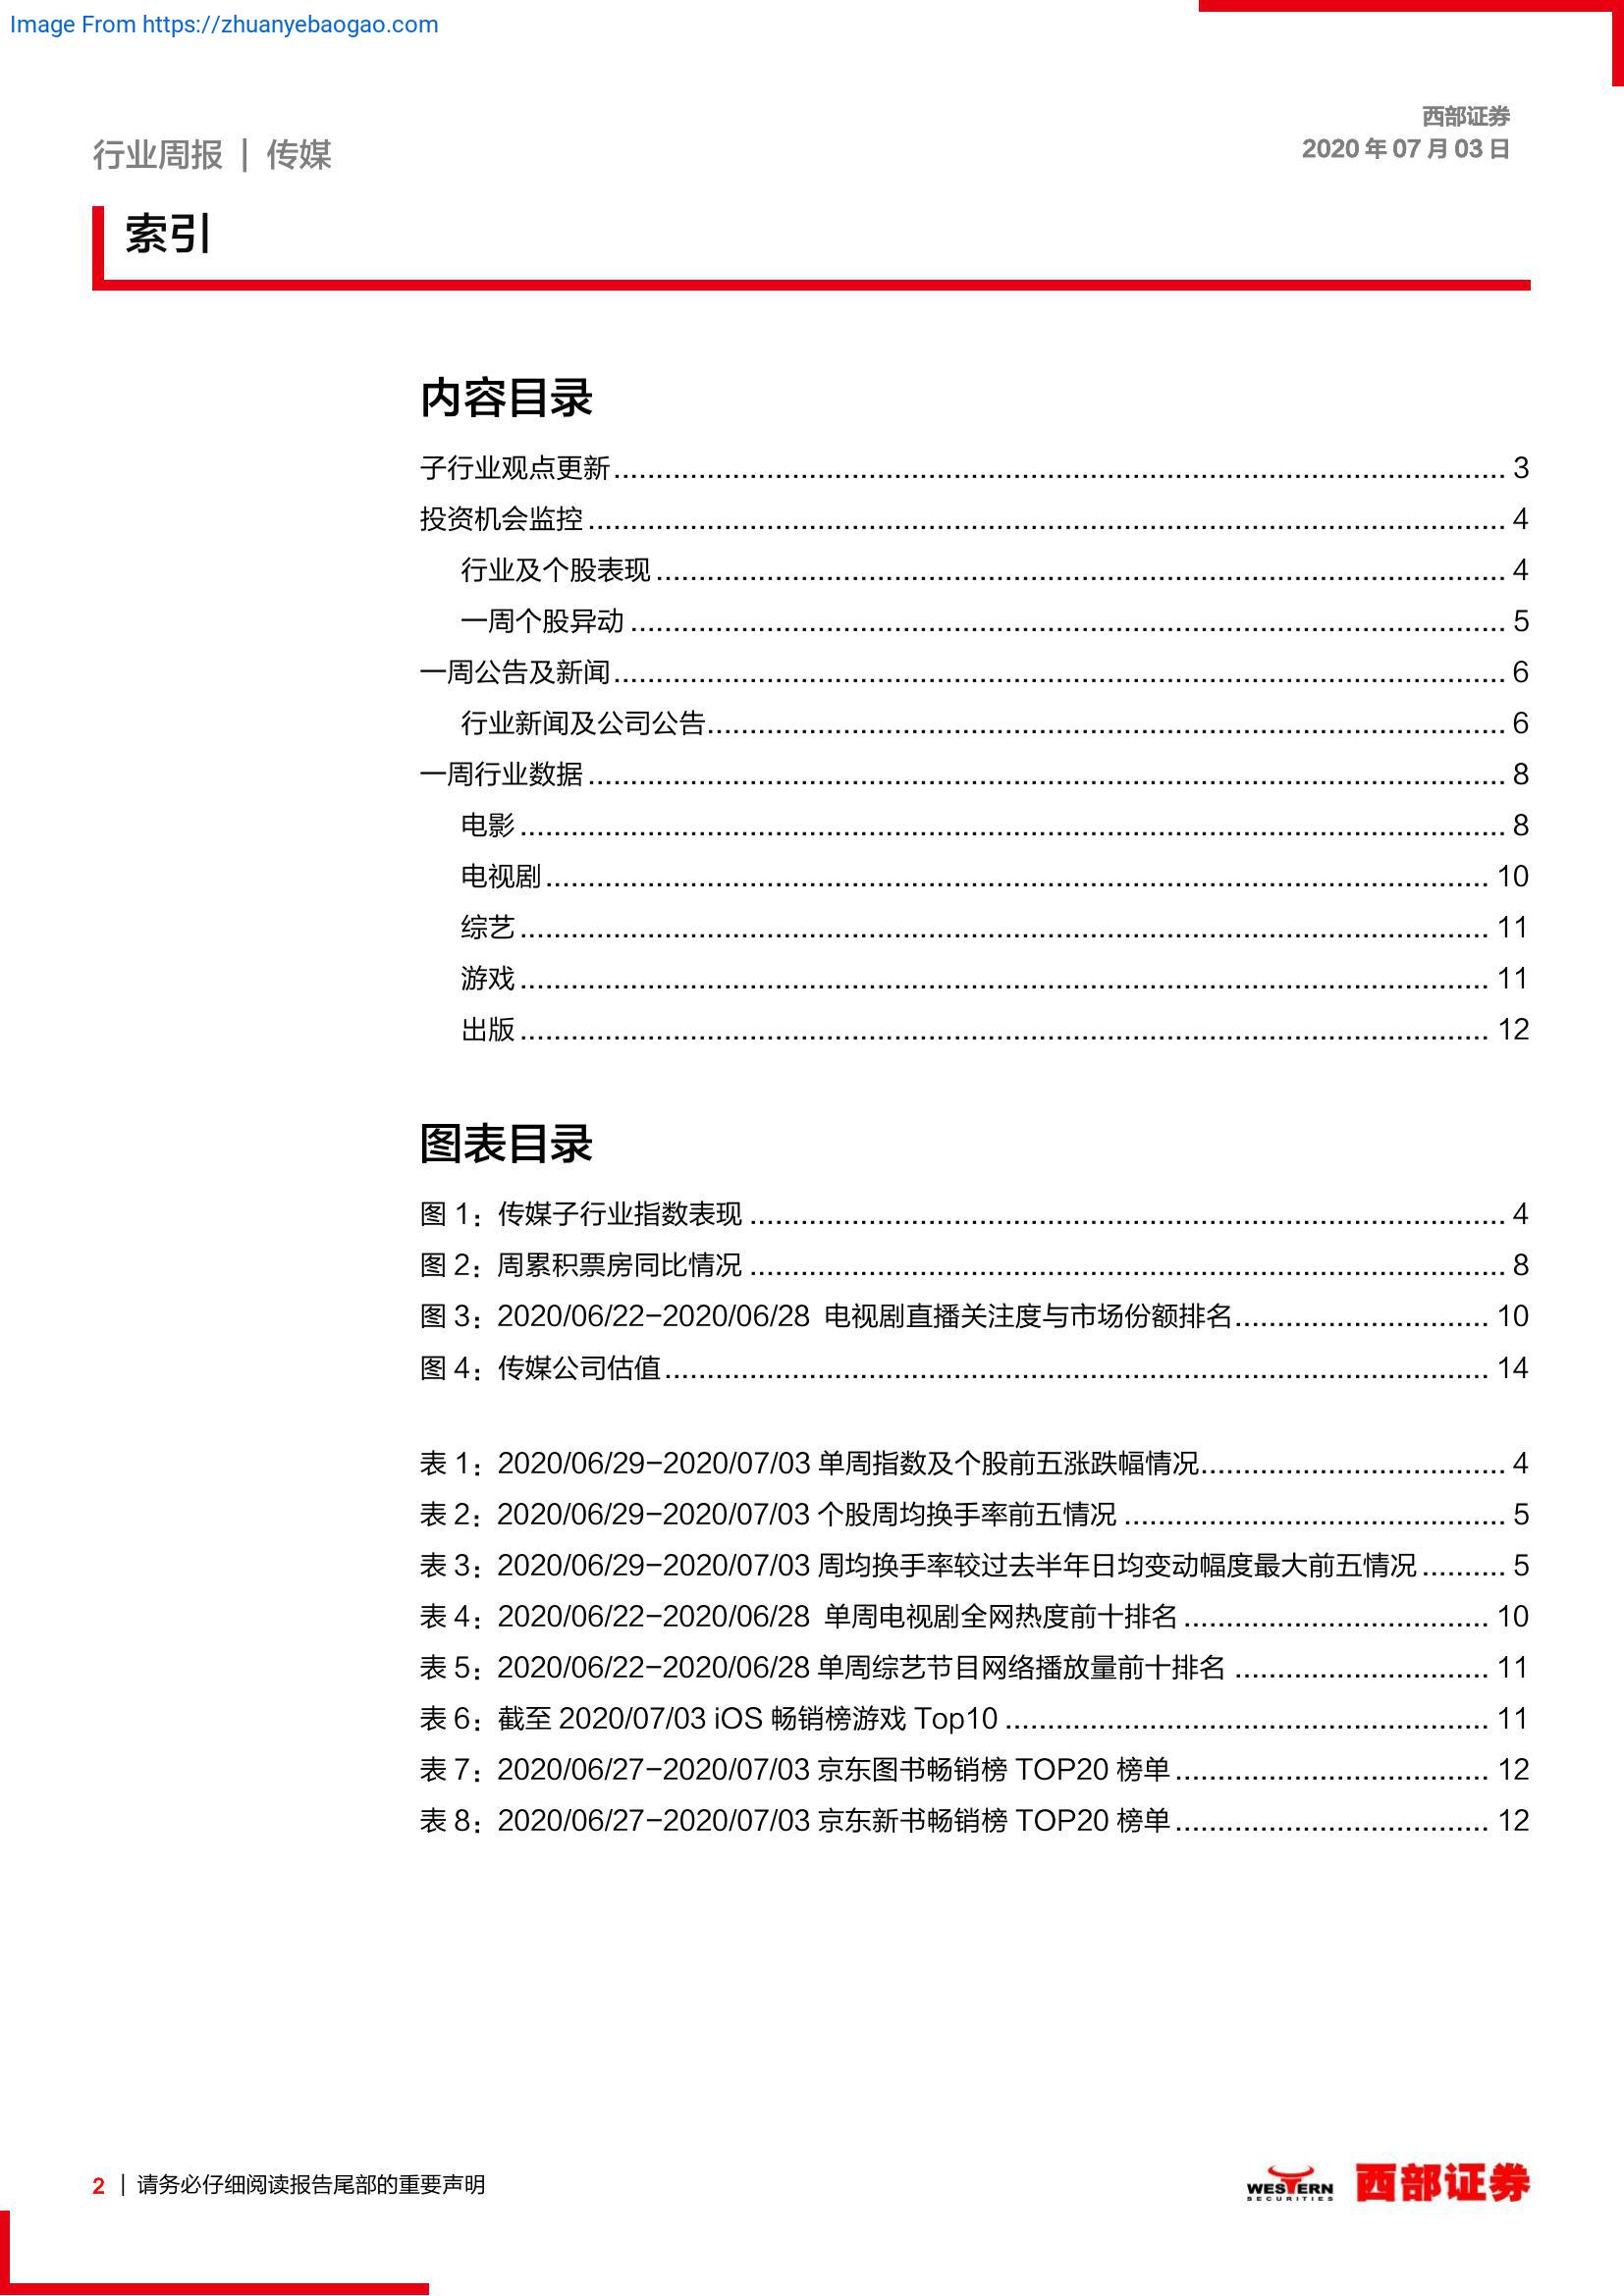 Image From https://zhuanyebaogao.com
西部证券
行业周报 | 传媒
2020 年 07 月 03 日
索引
内容目录
子行业观点更新 3
投资机会监控 4
行业及个股表现 4
一周个股异动 5
一周公告及新闻 6
行业新闻及公司公告 6
一周行业数据 8
电影 8
电视剧 10
综艺 11
游戏 11
出版 12
图表目录
图 1：传媒子行业指数表现 4
图 2：周累积票房同比情况 8
图 3：2020/06/22-2020/06/28 电视剧直播关注度与市场份额排名 10
图 4：传媒公司估值 14
表 1：2020/06/29-2020/07/03 单周指数及个股前五涨跌幅情况 4
表 2：2020/06/29-2020/07/03 个股周均换手率前五情况 5
表 3：2020/06/29-2020/07/03 周均换手率较过去半年日均变动幅度最大前五情况 5
表 4：2020/06/22-2020/06/28 单周电视剧全网热度前十排名 10
表 5：2020/06/22-2020/06/28 单周综艺节目网络播放量前十排名 11
表 6：截至 2020/07/03 iOS 畅销榜游戏 Top10 11
表 7：2020/06/27-2020/07/03 京东图书畅销榜 TOP20 榜单 12
表 8：2020/06/27-2020/07/03 京东新书畅销榜 TOP20 榜单 12
2 | 请务必仔细阅读报告尾部的重要声明
WESTERN
SECURITIES
西部证券